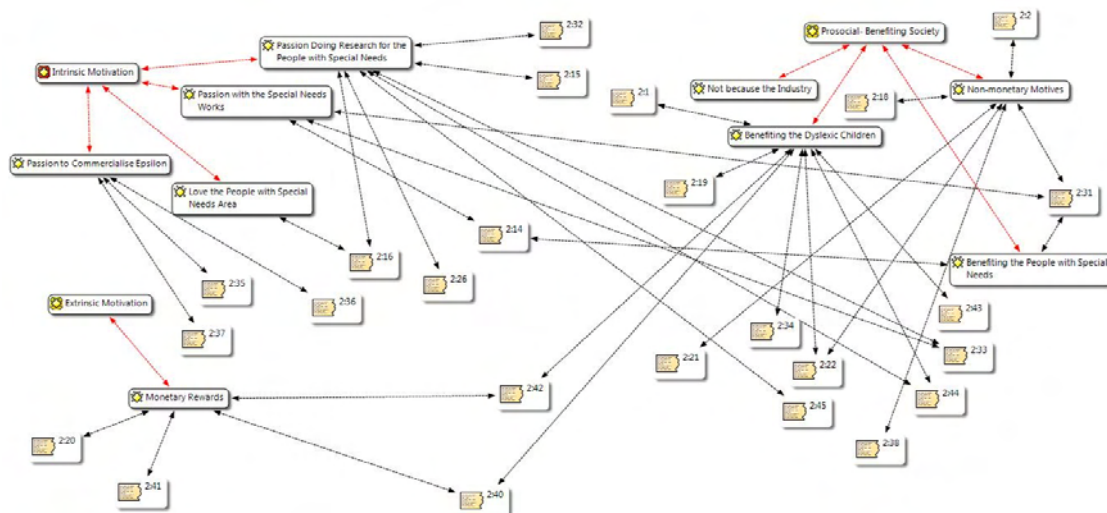 2:32
Passion Doing Research for the
People with Special Needs
Prosocial- Benefiting Society
2:2
Intrinsic Motivation
2:15
Passion with the Special Needs
Works
2:1
Not because the Industry
2:18
Non-monetary Motives
Benefiting the Dyslexic Children
Passion to Commercialise Epsilon
Love the People with Special
Needs Area
2:19
2:31
2:14
2:16
2:26
Benefiting the People with Special
Needs
2:35
Extrinsic Motivation
2:36
2:37
2:43
2:34
2:33
2:21
2:22
2:42
2:44
Monetary Rewards
2:45
2:20
2:38
2:41
2:40